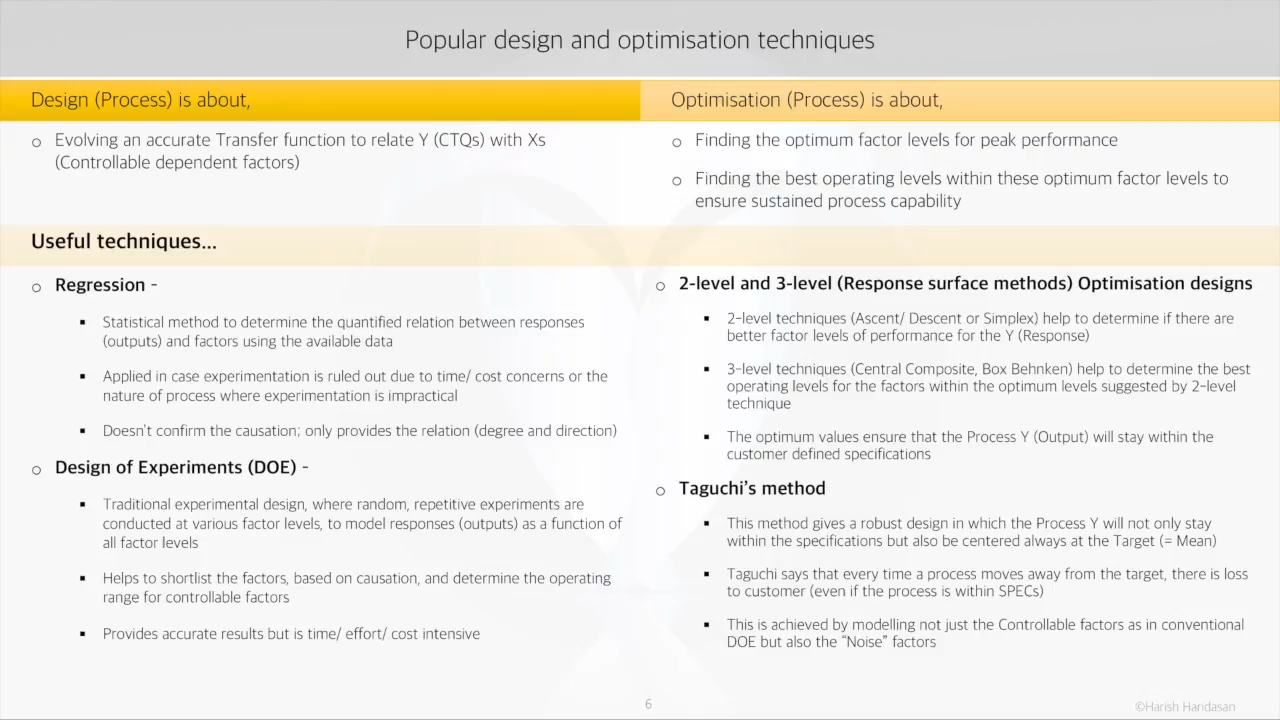 Popular design and optimisation techniques
Design (Process) is about,
o Evolving an accurate Transfer function to relate Y (CTQs) with Xs
(Controllable dependent factors)
Optimisation (Process) is about,
o Finding the optimum factor levels for peak performance
o Finding the best operating levels within these optimum factor levels to
ensure sustained process capability
Useful techniques...
o Regression -
▪ Statistical method to determine the quantified relation between responses
(outputs) and factors using the available data
▪ Applied in case experimentation is ruled out due to time/ cost concerns or the
nature of process where experimentation is impractical
▪ Doesn't confirm the causation; only provides the relation (degree and direction)
o Design of Experiments (DOE) -
▪ Traditional experimental design, where random, repetitive experiments are
conducted at various factor levels, to model responses (outputs) as a function of
all factor levels
▪ Helps to shortlist the factors, based on causation, and determine the operating
range for controllable factors
▪ Provides accurate results but is time/ effort/ cost intensive
o 2-level and 3-level (Response surface methods) Optimisation designs
▪ 2-level techniques (Ascent/ Descent or Simplex) help to determine if there are
better factor levels of performance for the Y (Response)
▪ 3-level techniques (Central Composite, Box Behnken) help to determine the best
operating levels for the factors within the optimum levels suggested by 2-level
technique
▪ The optimum values ensure that the Process Y (Output) will stay within the
customer defined specifications
o Taguchi's method
▪ This method gives a robust design in which the Process Y will not only stay
within the specifications but also be centered always at the Target (= Mean)
▪ Taguchi says that every time a process moves away from the target, there is loss
to customer (even if the process is within SPECs)
▪ This is achieved by modelling not just the Controllable factors as in conventional
DOE but also the “Noise” factors
6
©Harish Haridasan